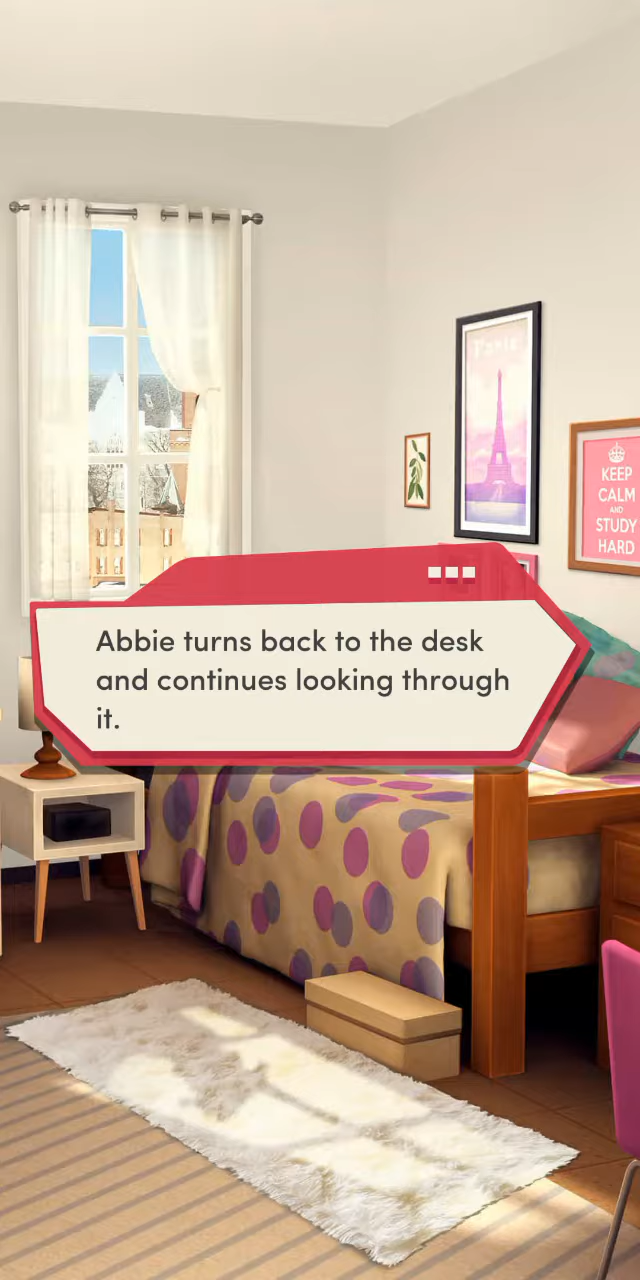 Paris
KEEP
CALM
AND
STUDY
HARD
Abbie turns back to the desk
and continues looking through
it.